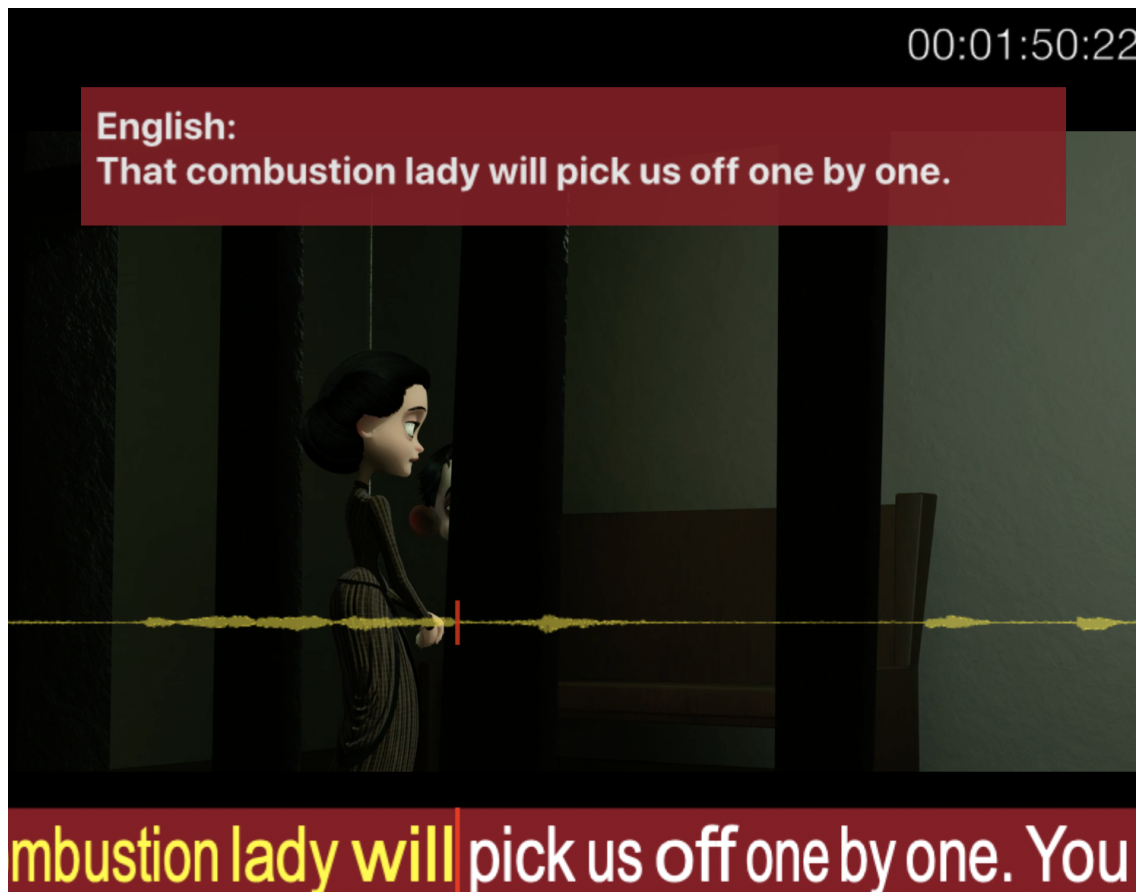 00:01:50:22
English:
That combustion lady will pick us off one by one.
mbustion lady will pick us off one by one. You